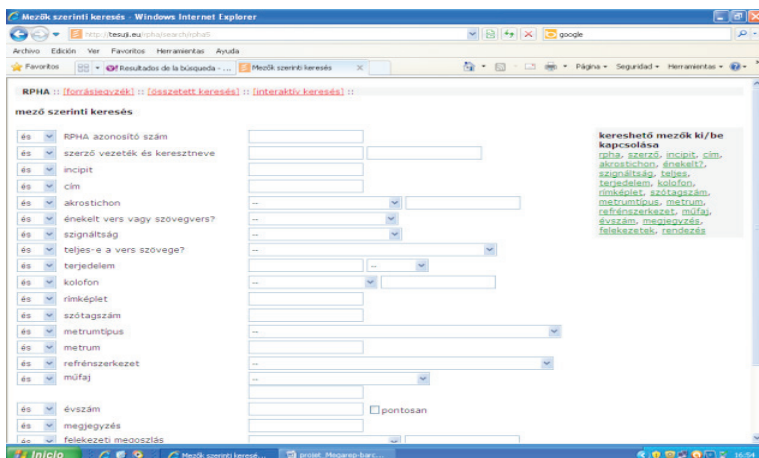 Mezők szerinti keresés - Windows Internet Explorer
http://tesuji.eu/rpha/search/rpha5
google
Archivo Edición Ver Favoritos Herramientas Ayuda
Favoritos Resultados de la búsqueda - ... Mezők szerinti keresés Página Seguridad Herramientas
RPHA :: [forrásjegyzék] :: [összetett keresés] :: [interaktív keresés] ::
mező szerinti keresés
és RPHA azonosító szám
és szerző vezeték és keresztneve
és incipit
és cím
és akrosztichon --
és énekelt vers vagy szövegvers? --
és szignáltság --
és teljes-e a vers szövege? --
és terjedelem --
és kolofon --
és rímképlet
és szótagszám
és metrumtípus --
és metrum
és refrénszerkezet --
és műfaj --
és évszám pontosan
és megjegyzés
és felekezeti megoszlás
kereshető mezők ki/be
kapcsolása
rpha, szerző, incipit, cím,
akrostichon, énekelt?,
szignáltság, teljes,
terjedelem, kolofon,
rímképlet, szótagszám,
metrumtípus, metrum,
refrénszerkezet, műfaj,
évszám, megjegyzés,
felekezetek, rendezés
Inicio Mezők szerinti keresé... projet_Megarep-barc... 16:54